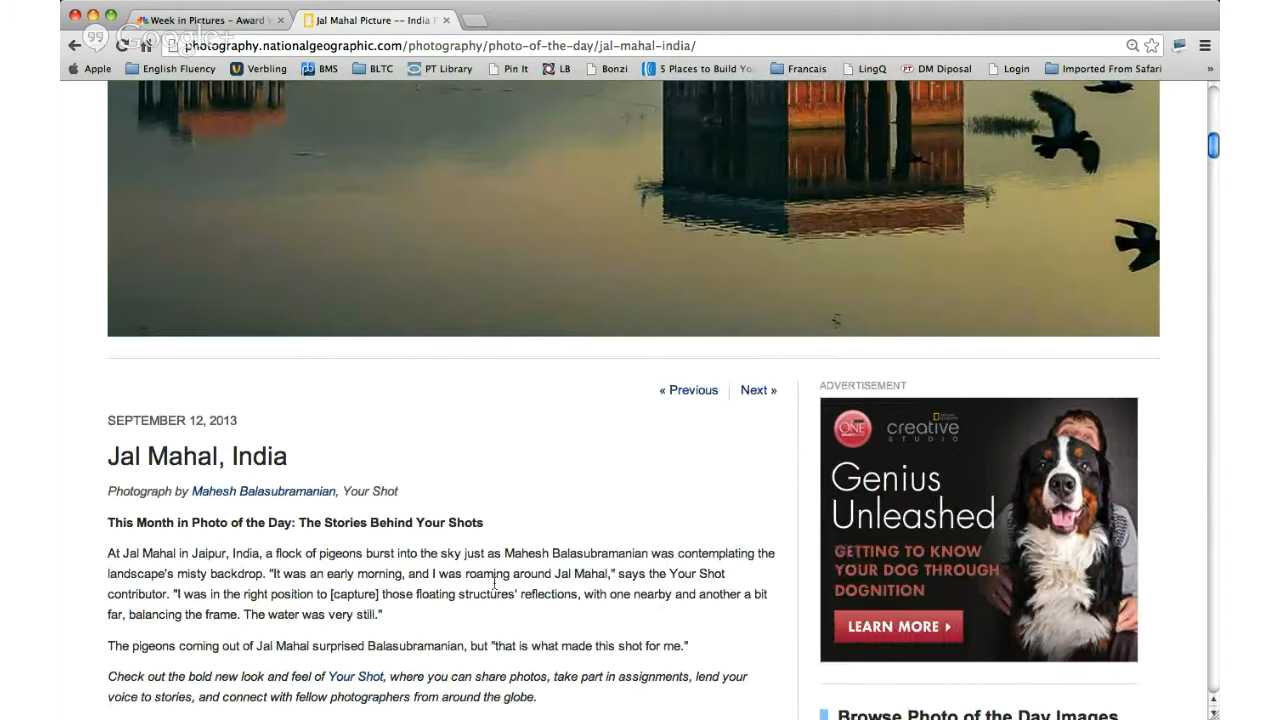 Week in Pictures - Award
Jal Mahal Picture -- India
Google+
photography.nationalgeographic.com/photography/photo-of-the-day/jal-mahal-india/
Apple English Fluency Verbling BMS BLTC PT Library Pin It LB Bonzi 5 Places to Build Yo Francais LingQ DM Diposal Login Imported From Safari »
« Previous Next »
ADVERTISEMENT
SEPTEMBER 12, 2013
Jal Mahal, India
Photograph by Mahesh Balasubramanian, Your Shot
This Month in Photo of the Day: The Stories Behind Your Shots
At Jal Mahal in Jaipur, India, a flock of pigeons burst into the sky just as Mahesh Balasubramanian was contemplating the
landscape's misty backdrop. "It was an early morning, and I was roaming around Jal Mahal," says the Your Shot
contributor. "I was in the right position to [capture] those floating structures' reflections, with one nearby and another a bit
far, balancing the frame. The water was very still."
The pigeons coming out of Jal Mahal surprised Balasubramanian, but "that is what made this shot for me."
Check out the bold new look and feel of Your Shot, where you can share photos, take part in assignments, lend your
voice to stories, and connect with fellow photographers from around the globe.
ONE
creative
STUDIO
Genius
Unleashed
GETTING TO KNOW
YOUR DOG THROUGH
DOGNITION
LEARN MORE
Browse Photo of the Day Images